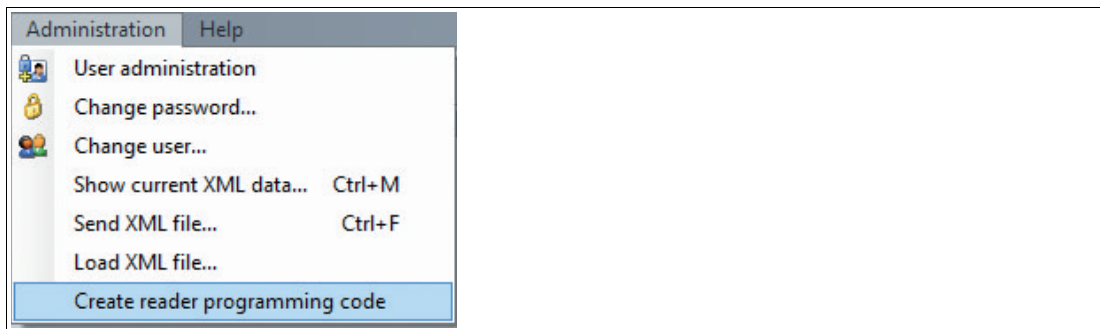 Administration Help
User administration
Change password...
Change user...
Show current XML data... Ctrl+M
Send XML file... Ctrl+F
Load XML file...
Create reader programming code